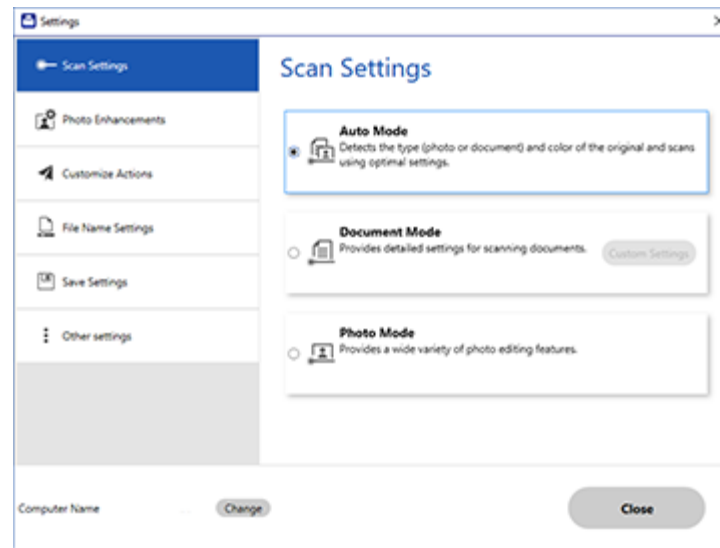 Settings
Scan Settings
Photo Enhancements
Customize Actions
File Name Settings
Save Settings
Other settings
Scan Settings
Auto Mode
Detects the type (photo or document) and color of the original and scans
using optimal settings.
Document Mode
Provides detailed settings for scanning documents.
Custom Settings
Photo Mode
Provides a wide variety of photo editing features.
Computer Name
Change
Close